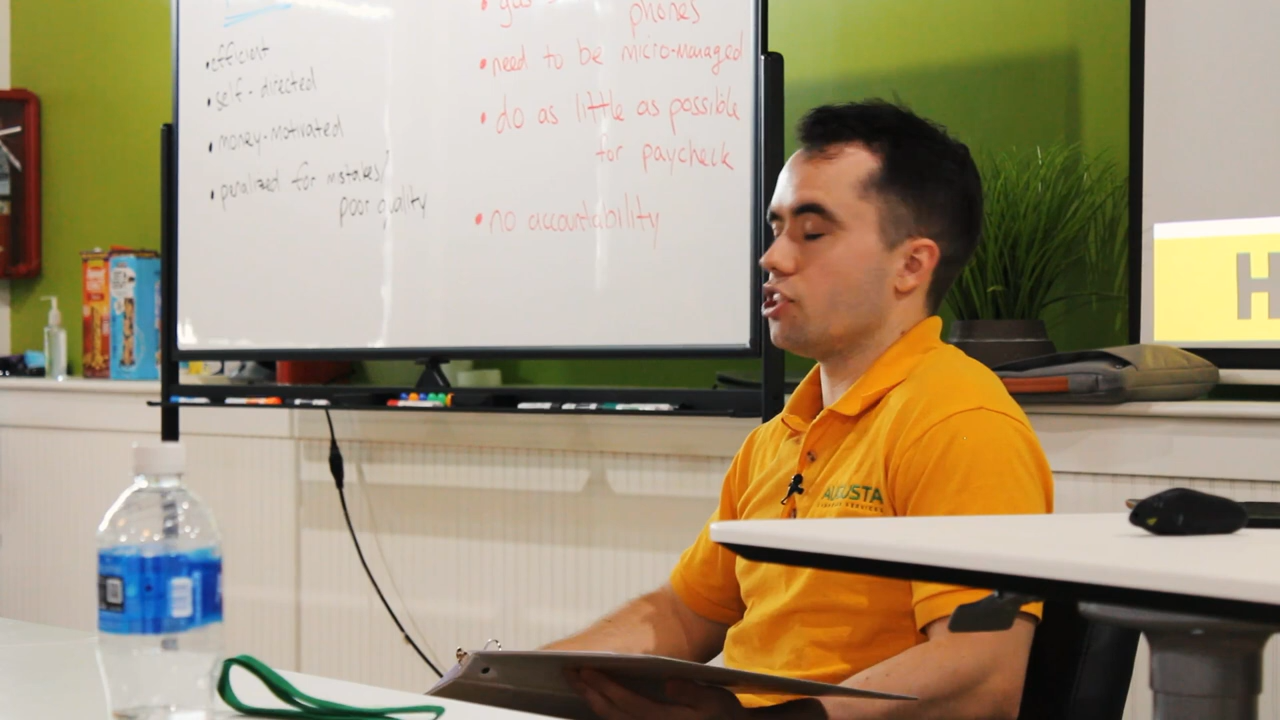 • efficient
• self-directed
• money-motivated
• penalized for mistakes/
poor quality
phones
• need to be micro-managed
• do as little as possible
for paycheck
• no accountability
AUGUSTA
H